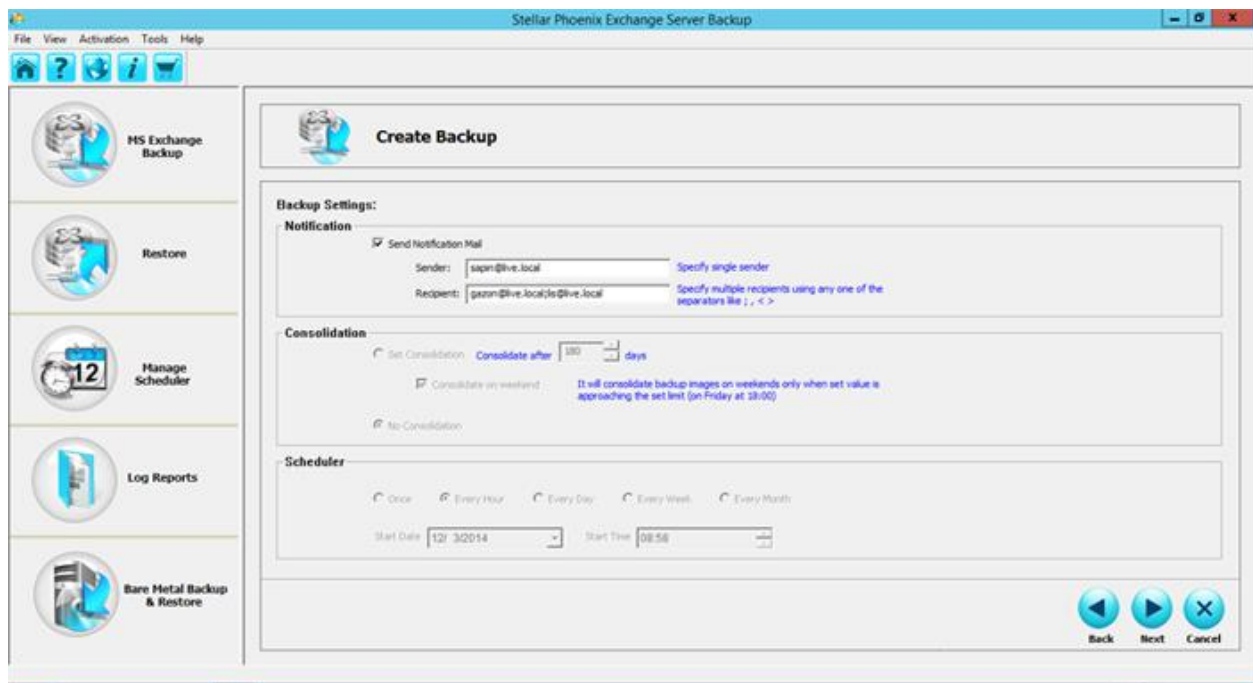 Stellar Phoenix Exchange Server Backup
File View Activation Tools Help
MS Exchange
Backup
Restore
12
Manage
Scheduler
Log Reports
Bare Metal Backup
& Restore
Create Backup
Backup Settings:
Notification
Send Notification Mail
Sender: sapin@live.local Specify single sender
Recipient: gazon@live.local;lis@live.local Specify multiple recipients using any one of the
separators like ; , < >
Consolidation
Set Consolidation Consolidate after 180 days
Consolidate on weekend It will consolidate backup images on weekends only when set value is
approaching the set limit (on Friday at 18:00)
No Consolidation
Scheduler
Once Every Hour Every Day Every Week Every Month
Start Date 12/ 3/2014 Start Time 08:56
Back Next Cancel